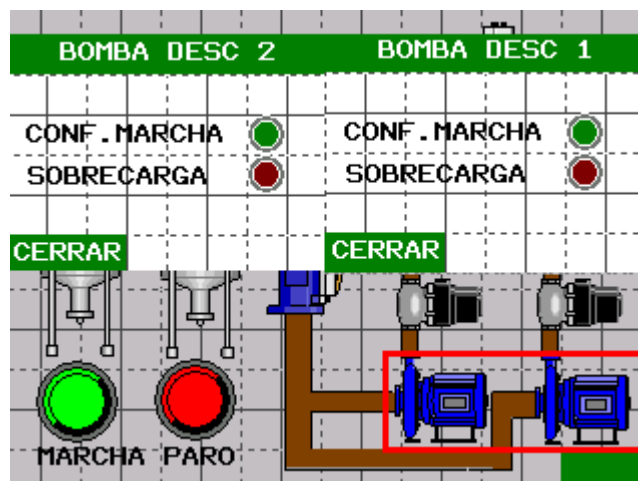 BOMBA DESC 2
CONF.MARCHA
SOBRECARGA
CERRAR
BOMBA DESC 1
CONF.MARCHA
SOBRECARGA
CERRAR
MARCHA PARO